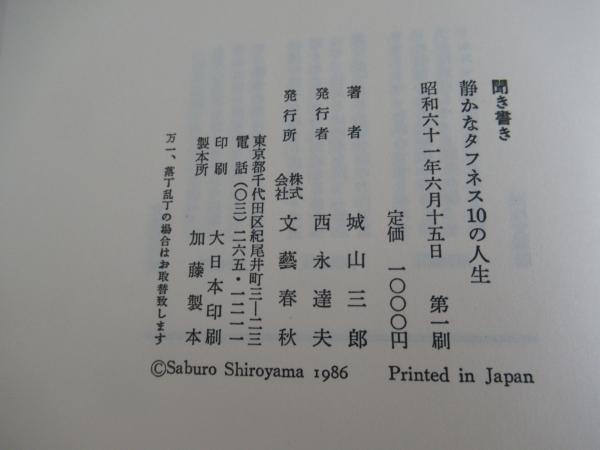 聞き書き
静かなタフネス10の人生
昭和六十一年六月十五日 第一刷
定価 一〇〇〇円
著者 城山三郎
発行者 西永達夫
発行所 株式会社 文藝春秋
東京都千代田区紀尾井町三—二三
電話(〇三)二六五・一二一一
印刷 大日本印刷
製本所 加藤製本
万一、落丁乱丁の場合はお取替致します
©Saburo Shiroyama 1986 Printed in Japan